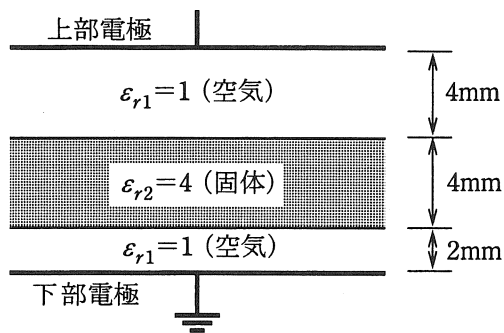 上部電極
εr1=1 (空気)
4mm
εr2=4 (固体)
4mm
εr1=1 (空気)
2mm
下部電極